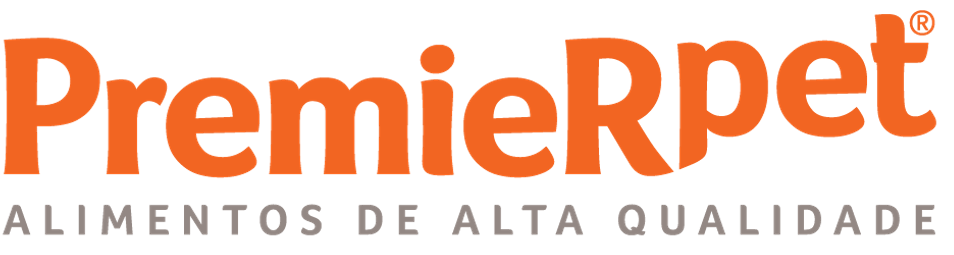 PremieRpet®
ALIMENTOS DE ALTA QUALIDADE